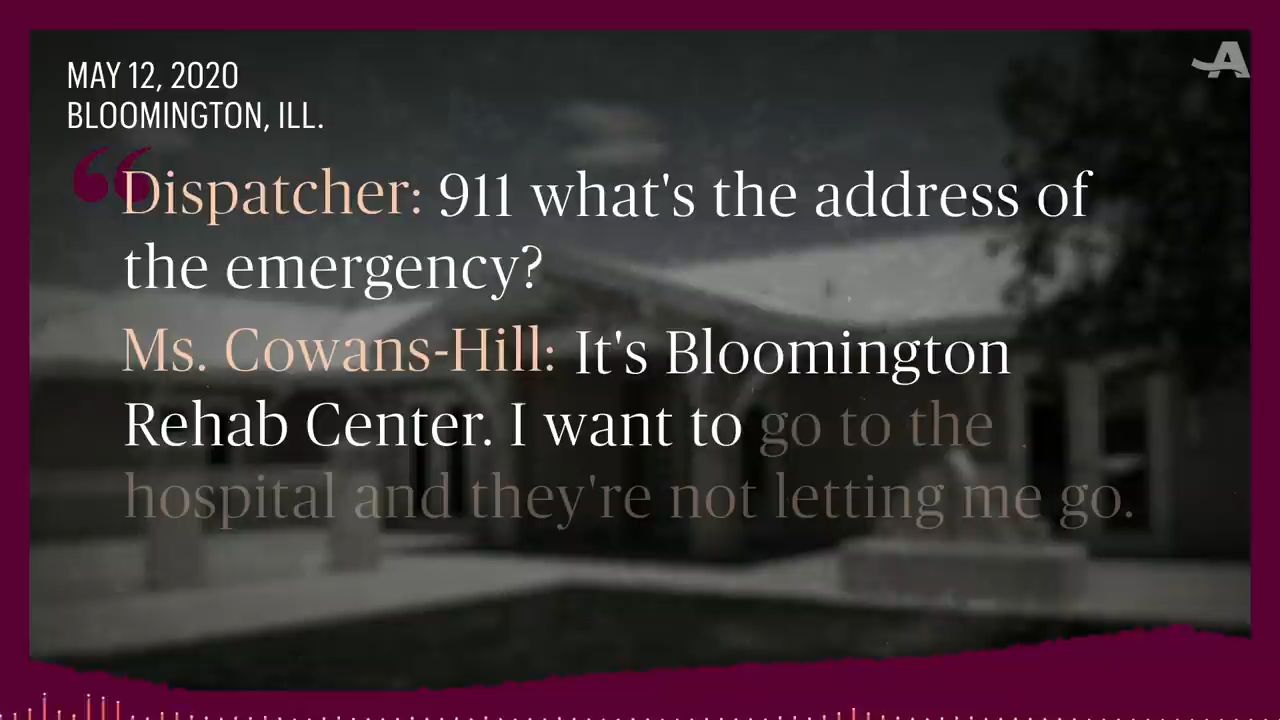 MAY 12, 2020
BLOOMINGTON, ILL.
“Dispatcher: 911 what's the address of
the emergency?
Ms. Cowans-Hill: It's Bloomington
Rehab Center. I want to go to the
hospital and they're not letting me go.